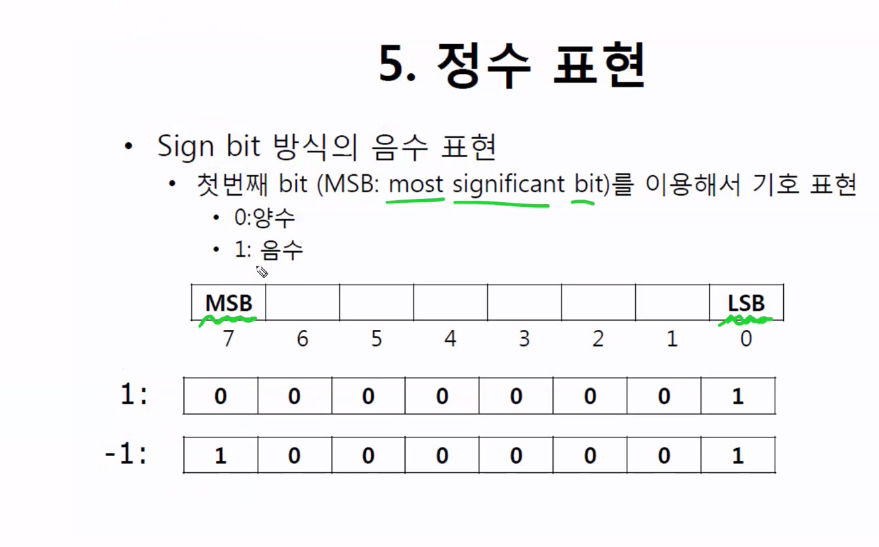 5. 정수 표현
• Sign bit 방식의 음수 표현
• 첫번째 bit (MSB: most significant bit)를 이용해서 기호 표현
• 0:양수
• 1: 음수
MSB LSB
7 6 5 4 3 2 1 0
1: 0 0 0 0 0 0 0 1
-1: 1 0 0 0 0 0 0 1